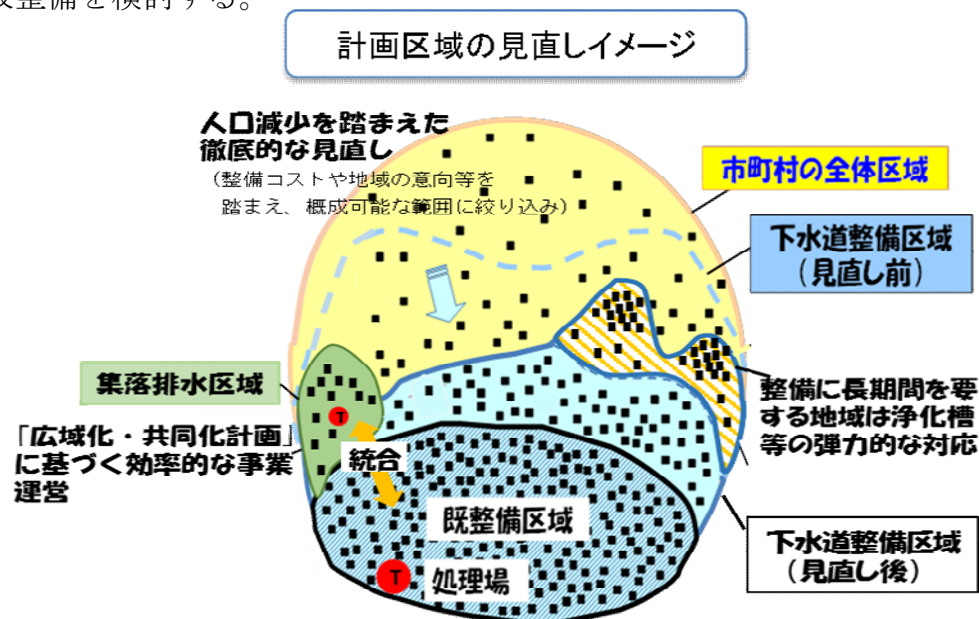 整備を検討する。
計画区域の見直しイメージ
人口減少を踏まえた
徹底的な見直し
（整備コストや地域の意向等を
踏まえ、概成可能な範囲に絞り込み）
市町村の全体区域
下水道整備区域
（見直し前）
集落排水区域
T
「広域化・共同化計画」
に基づく効率的な事業
運営
統合
整備に長期間を要
する地域は浄化槽
等の弾力的な対応
既整備区域
T
処理場
下水道整備区域
（見直し後）